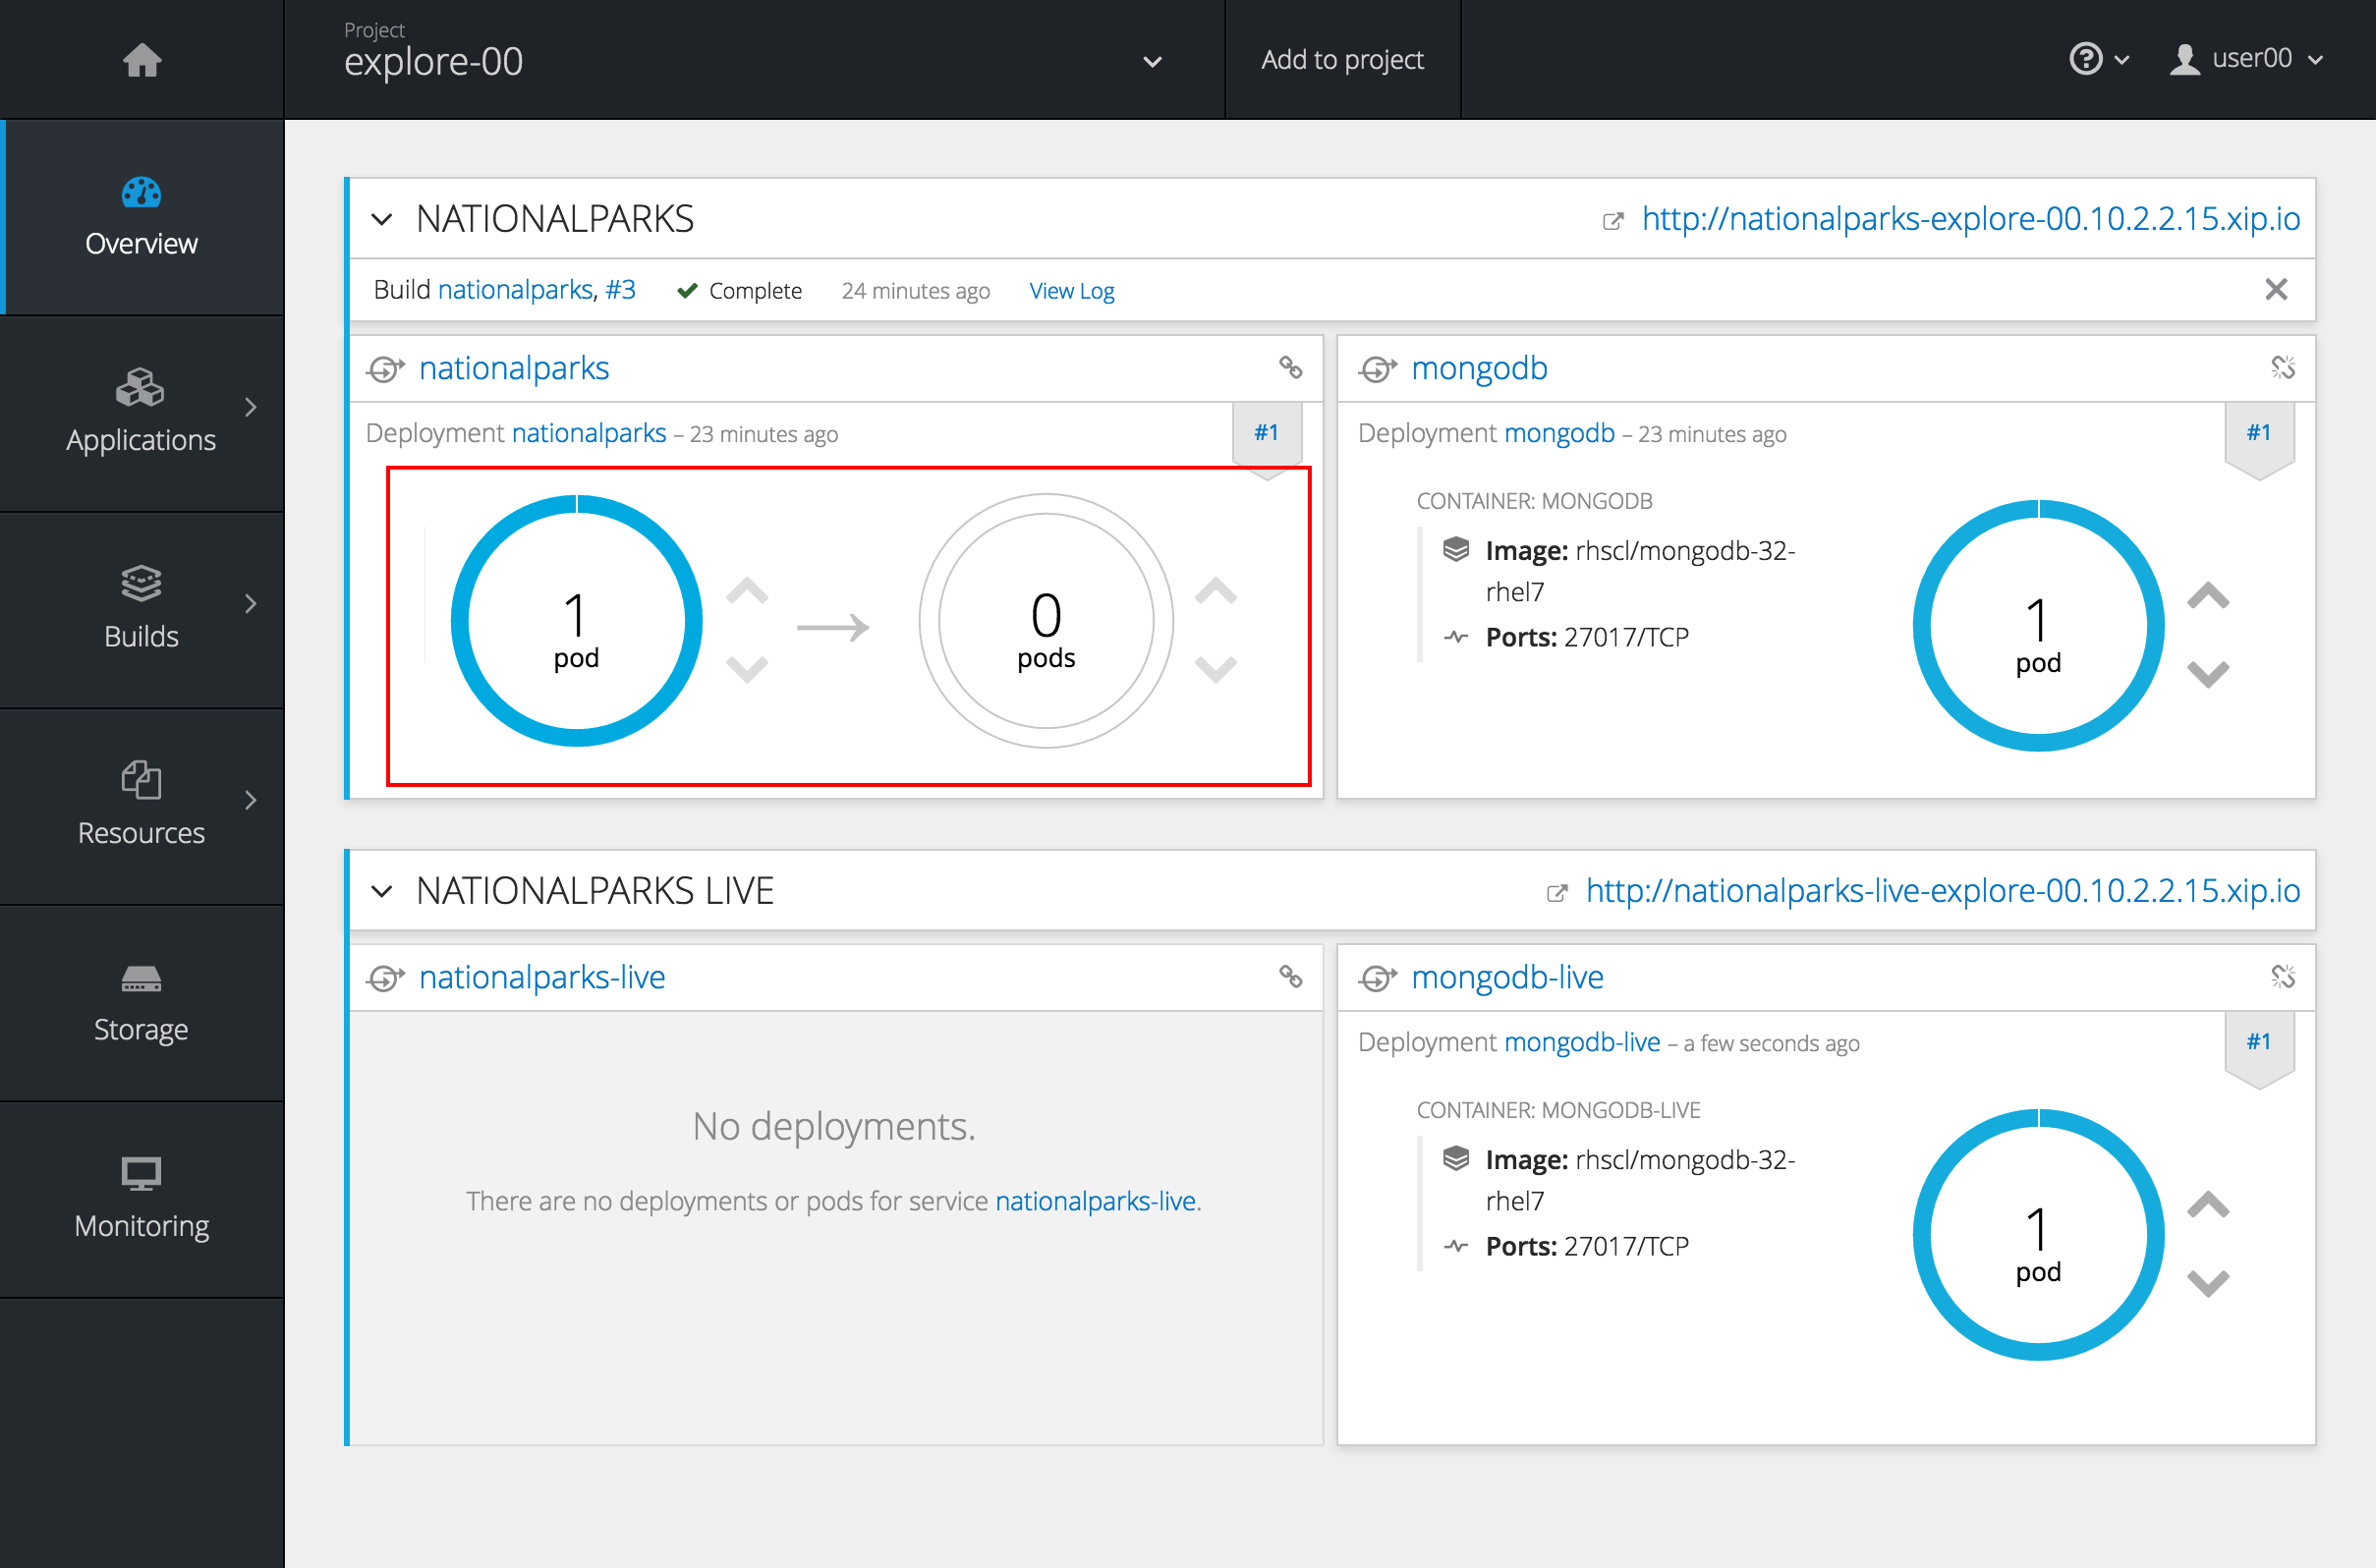 Project
explore-00
Add to project
user00
Overview
Applications
Builds
Resources
Storage
Monitoring
NATIONALPARKS
http://nationalparks-explore-00.10.2.2.15.xip.io
Build nationalparks, #3 Complete 24 minutes ago View Log
nationalparks
Deployment nationalparks – 23 minutes ago
#1
1
pod
0
pods
mongodb
Deployment mongodb – 23 minutes ago
#1
CONTAINER: MONGODB
Image: rhscl/mongodb-32-
rhel7
Ports: 27017/TCP
1
pod
NATIONALPARKS LIVE
http://nationalparks-live-explore-00.10.2.2.15.xip.io
nationalparks-live
No deployments.
There are no deployments or pods for service nationalparks-live.
mongodb-live
Deployment mongodb-live – a few seconds ago
#1
CONTAINER: MONGODB-LIVE
Image: rhscl/mongodb-32-
rhel7
Ports: 27017/TCP
1
pod